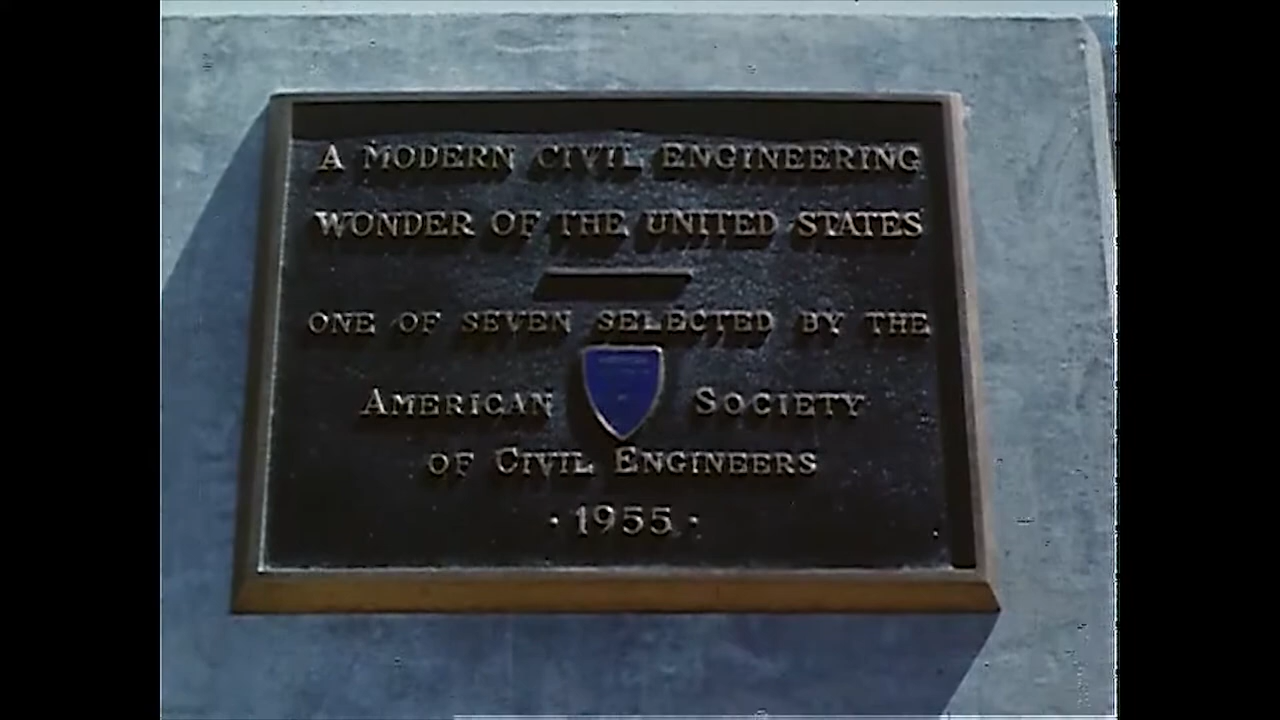 A MODERN CIVIL ENGINEERING
WONDER OF THE UNITED STATES
ONE OF SEVEN SELECTED BY THE
AMERICAN SOCIETY
OF CIVIL ENGINEERS
· 1955 ·